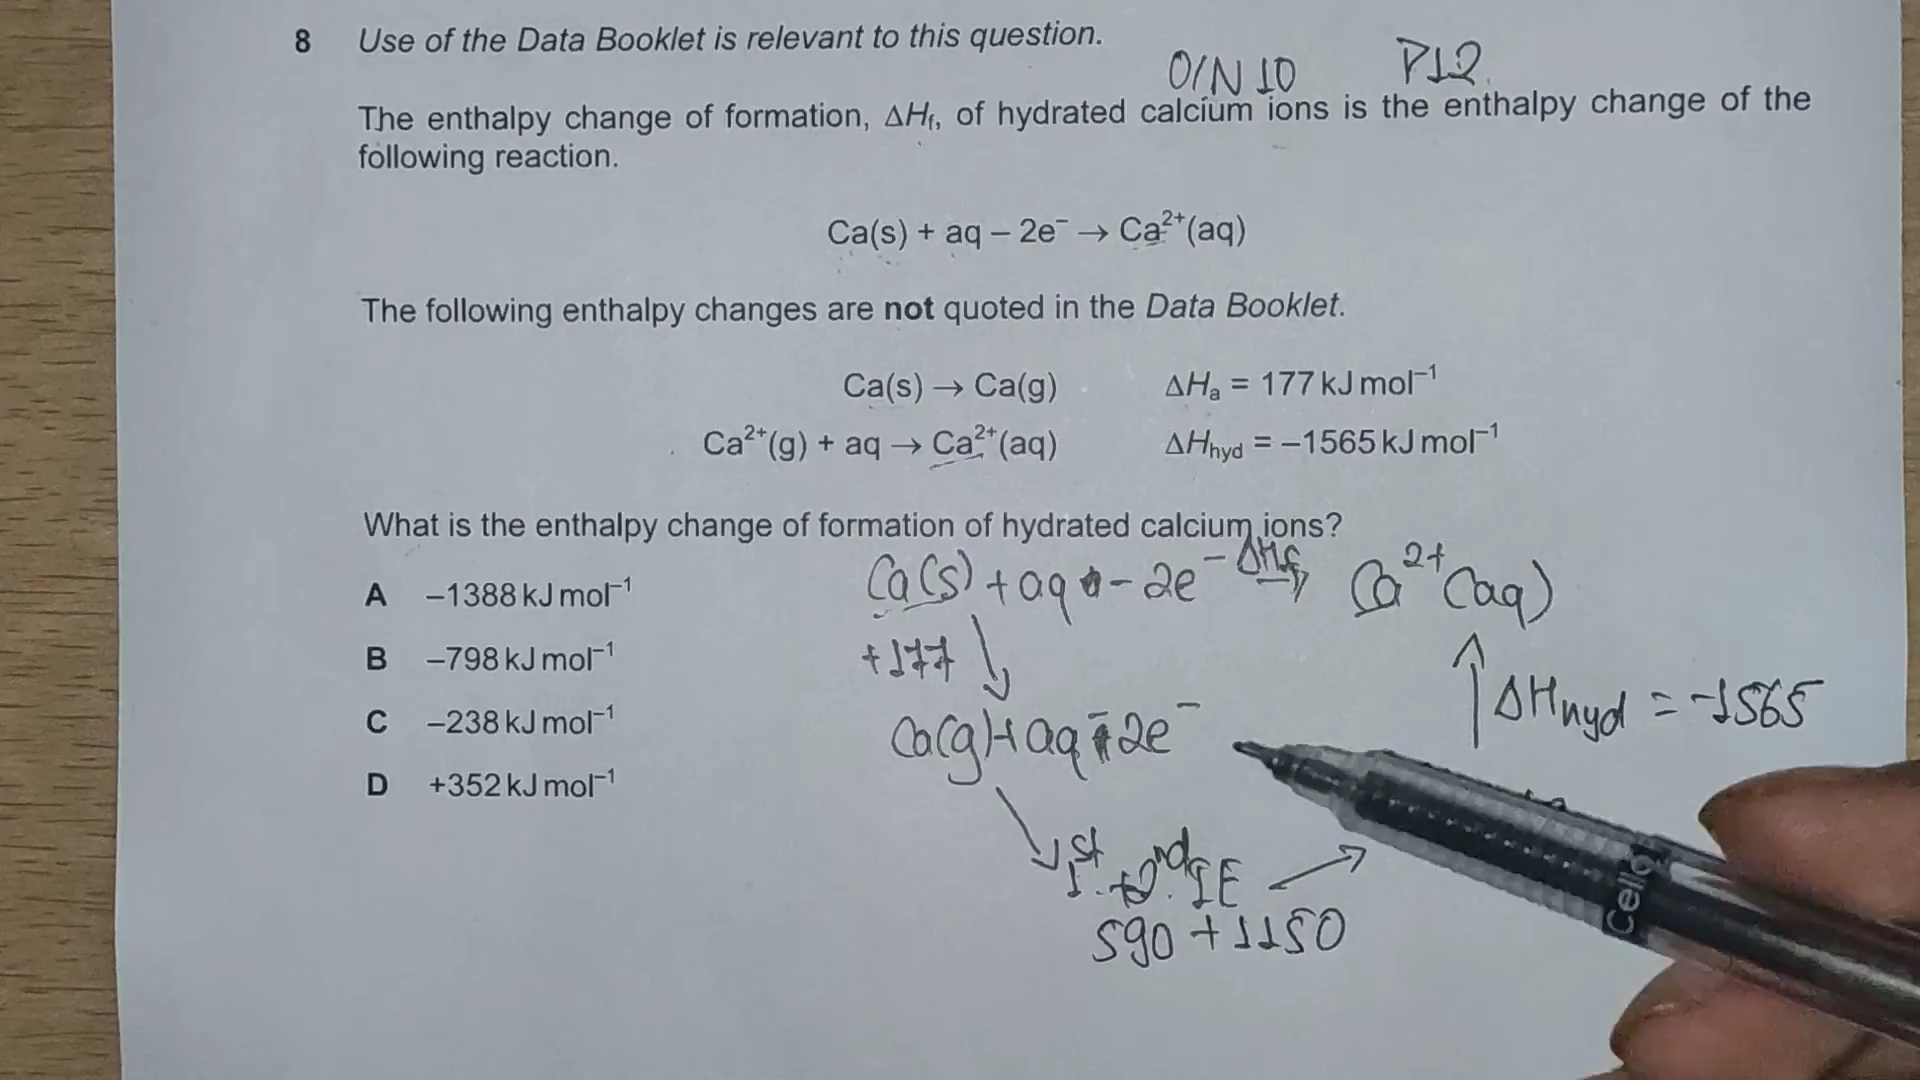 8 Use of the Data Booklet is relevant to this question.
O/N 10 P12
The enthalpy change of formation, ΔHf, of hydrated calcium ions is the enthalpy change of the
following reaction.
Ca(s) + aq – 2e⁻ → Ca²⁺(aq)
The following enthalpy changes are not quoted in the Data Booklet.
Ca(s) → Ca(g) ΔHa = 177 kJ mol⁻¹
Ca²⁺(g) + aq → Ca²⁺(aq) ΔHhyd = –1565 kJ mol⁻¹
What is the enthalpy change of formation of hydrated calcium ions?
A –1388 kJ mol⁻¹
B –798 kJ mol⁻¹
C –238 kJ mol⁻¹
D +352 kJ mol⁻¹
Ca(s) + aq - 2e⁻ ΔHf → Ca²⁺(aq)
+177
ΔHhyd = -1565
Ca(g) + aq - 2e⁻
1st + 2nd IE
590 + 1150
Cello